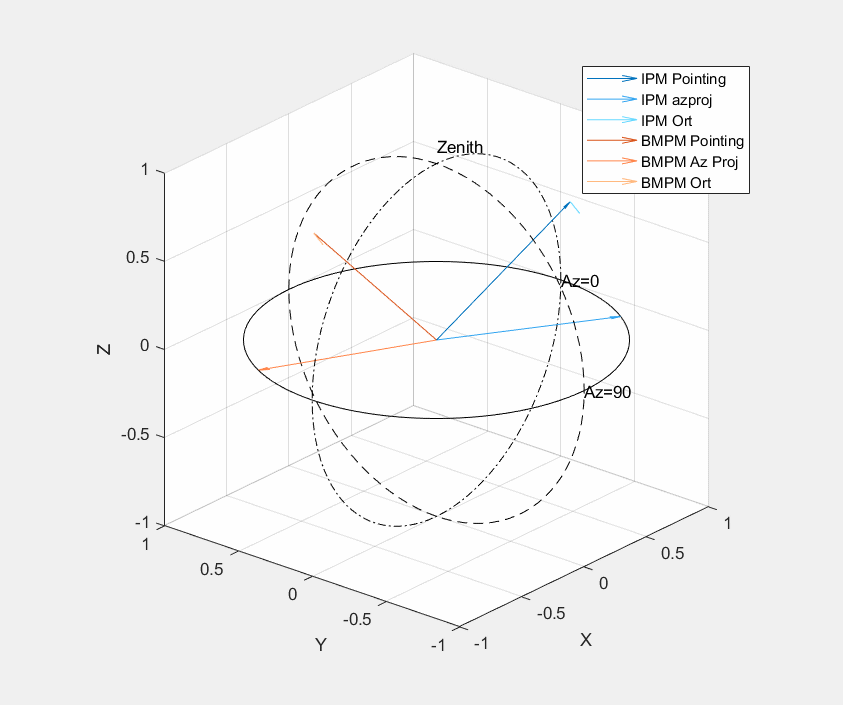 IPM Pointing
IPM azproj
IPM Ort
BMPM Pointing
BMPM Az Proj
BMPM Ort
Zenith
Az=0
Az=90
Z
1
0.5
0
-0.5
-1
1
0.5
0
-0.5
-1
Y
-1
-0.5
0
0.5
1
X